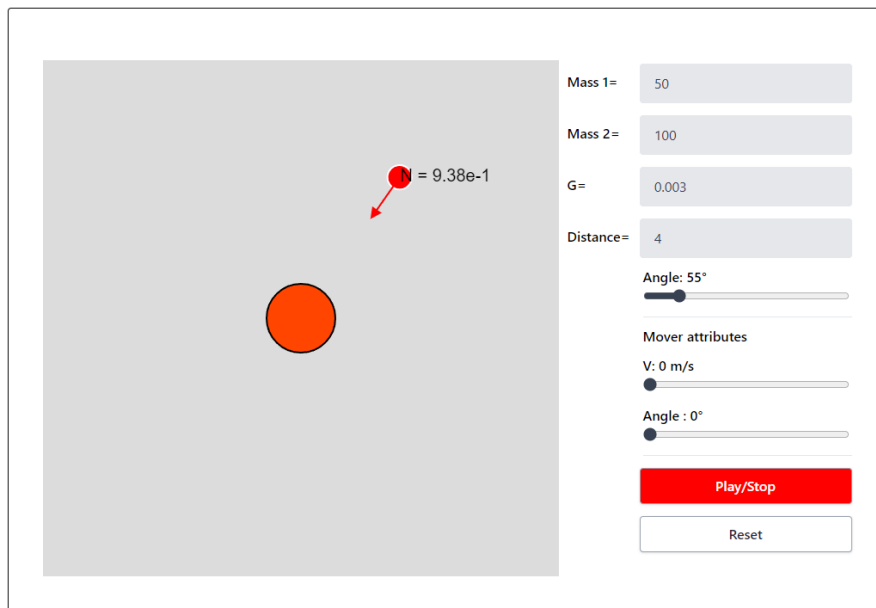 Mass 1= 50
N = 9.38e-1
Mass 2= 100
G= 0.003
Distance= 4
Angle: 55°
Mover attributes
V: 0 m/s
Angle : 0°
Play/Stop
Reset